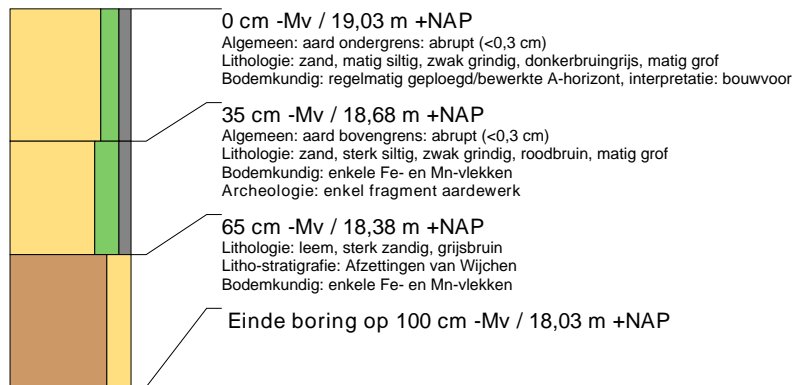 0 cm -Mv / 19,03 m +NAP
Algemeen: aard ondergrens: abrupt (<0,3 cm)
Lithologie: zand, matig siltig, zwak grindig, donkerbruingrijs, matig grof
Bodemkundig: regelmatig geploegd/bewerkte A-horizont, interpretatie: bouwvoor
35 cm -Mv / 18,68 m +NAP
Algemeen: aard bovengrens: abrupt (<0,3 cm)
Lithologie: zand, sterk siltig, zwak grindig, roodbruin, matig grof
Bodemkundig: enkele Fe- en Mn-vlekken
Archeologie: enkel fragment aardewerk
65 cm -Mv / 18,38 m +NAP
Lithologie: leem, sterk zandig, grijsbruin
Litho-stratigrafie: Afzettingen van Wijchen
Bodemkundig: enkele Fe- en Mn-vlekken
Einde boring op 100 cm -Mv / 18,03 m +NAP